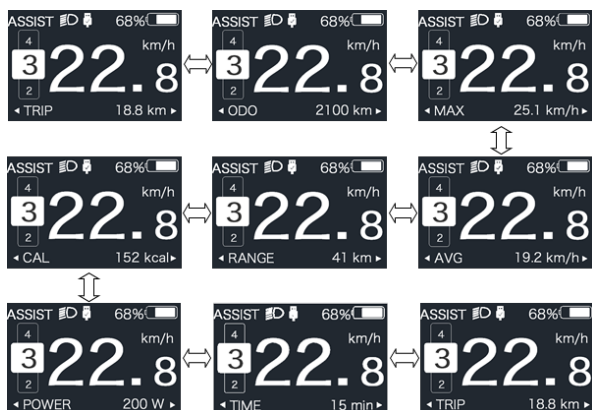 ASSIST 68%
4
km/h
3 22.8
2
TRIP 18.8 km
ASSIST 68%
4
km/h
3 22.8
2
ODO 2100 km
ASSIST 68%
4
km/h
3 22.8
2
MAX 25.1 km/h
ASSIST 68%
4
km/h
3 22.8
2
CAL 152 kcal
ASSIST 68%
4
km/h
3 22.8
2
RANGE 41 km
ASSIST 68%
4
km/h
3 22.8
2
AVG 19.2 km/h
ASSIST 68%
4
km/h
3 22.8
2
POWER 200 W
ASSIST 68%
4
km/h
3 22.8
2
TIME 15 min
ASSIST 68%
4
km/h
3 22.8
2
TRIP 18.8 km